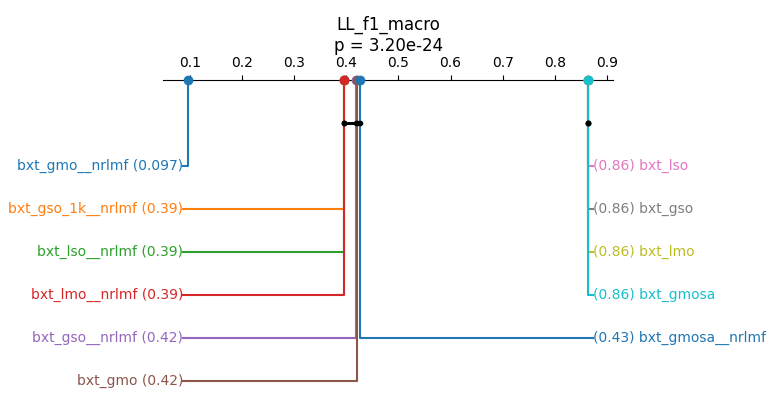 LL_f1_macro
p = 3.20e-24
0.1 0.2 0.3 0.4 0.5 0.6 0.7 0.8 0.9
bxt_gmo__nrlmf (0.097) (0.86) bxt_lso
bxt_gso_1k__nrlmf (0.39) (0.86) bxt_gso
bxt_lso__nrlmf (0.39) (0.86) bxt_lmo
bxt_lmo__nrlmf (0.39) (0.86) bxt_gmosa
bxt_gso__nrlmf (0.42) (0.43) bxt_gmosa__nrlmf
bxt_gmo (0.42)